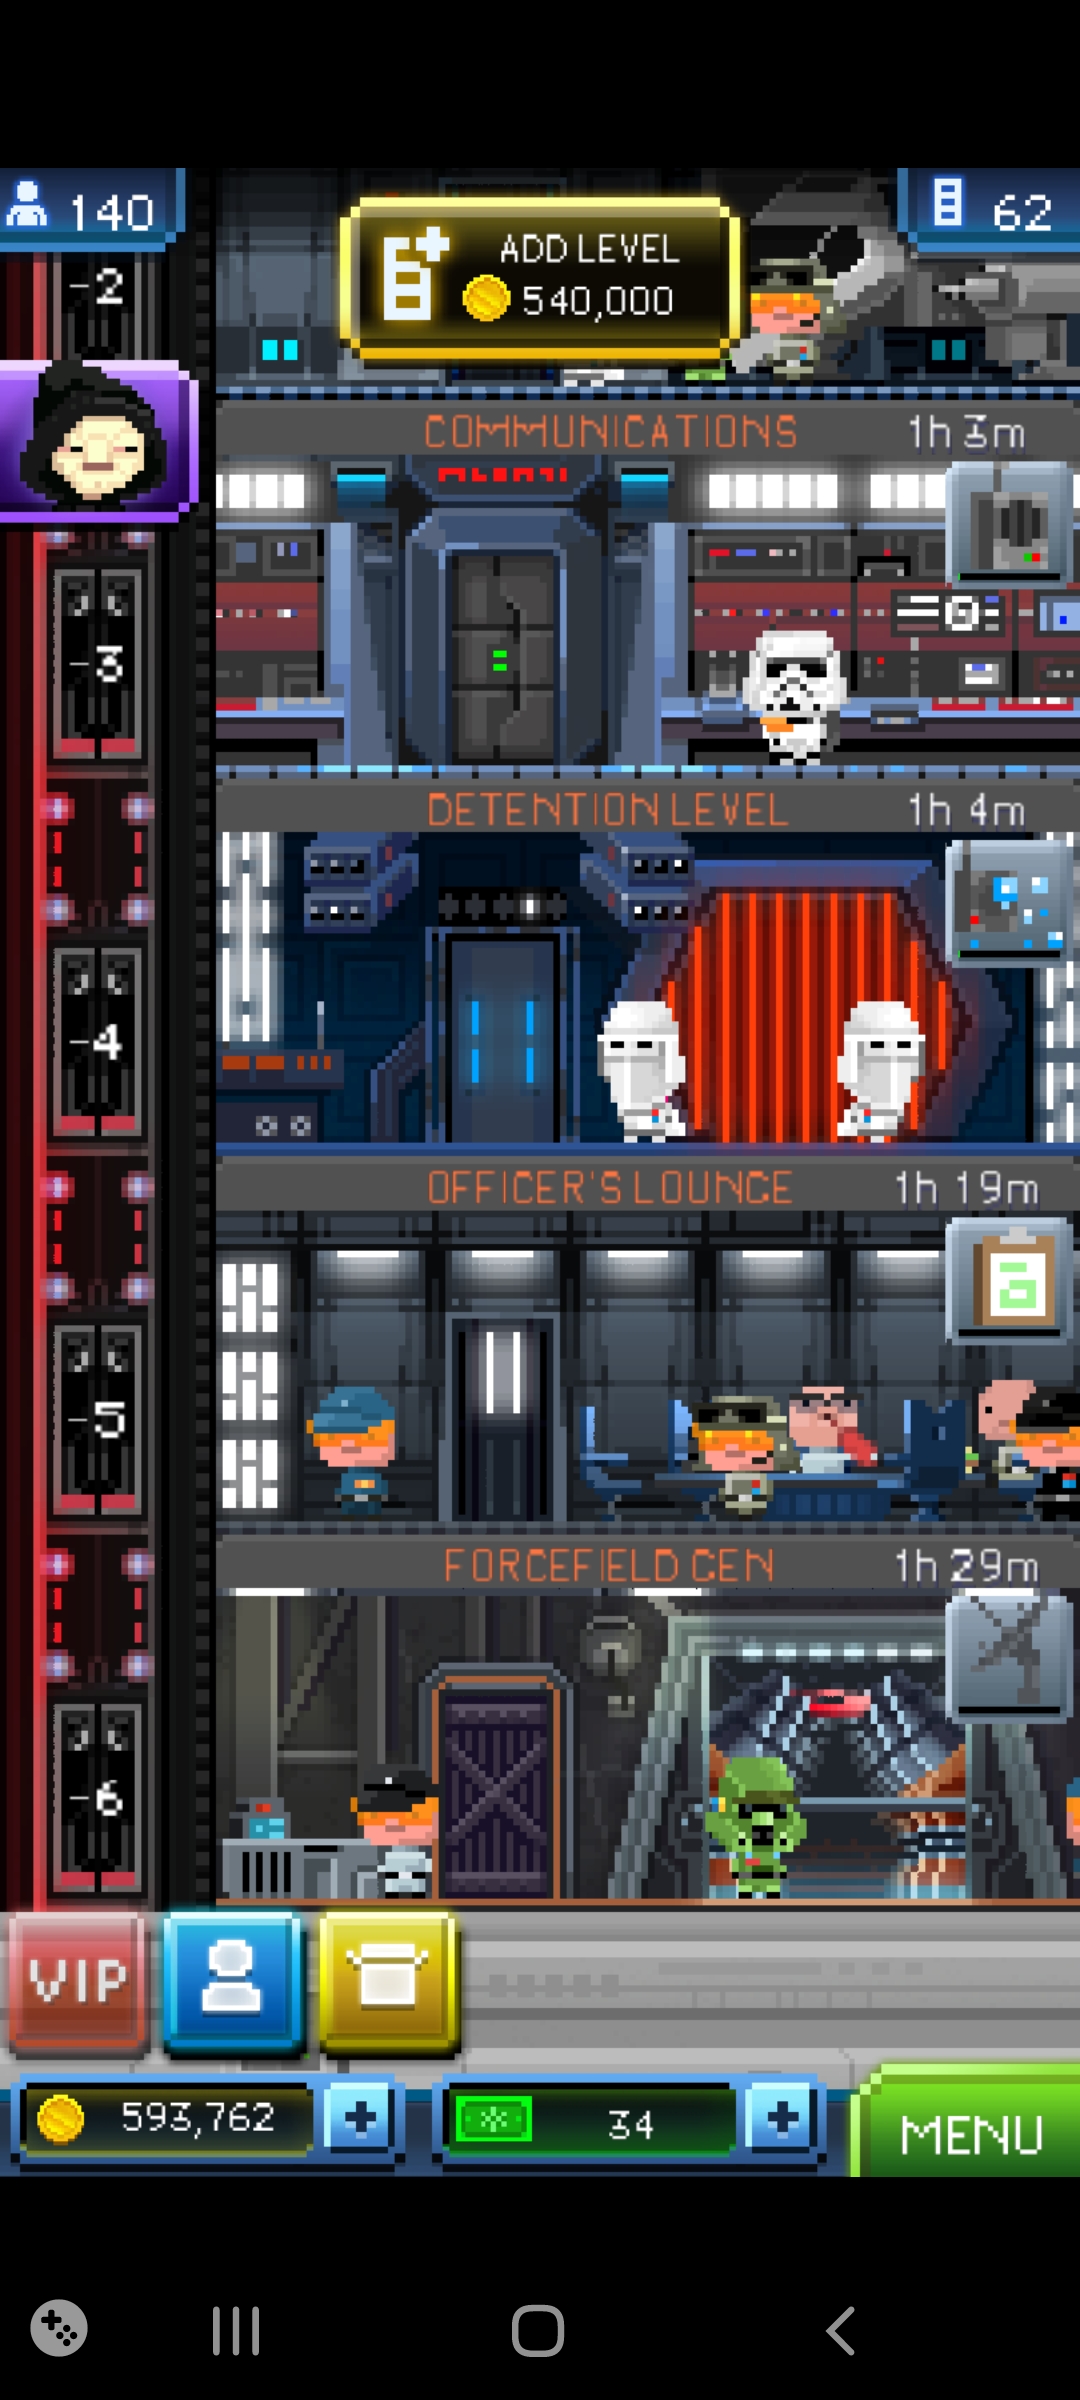 140
ADD LEVEL
540,000
62
-2
COMMUNICATIONS 1h 3m
-3
DETENTION LEVEL 1h 4m
-4
OFFICER'S LOUNGE 1h 19m
a
-5
FORCEFIELD GEN 1h 29m
-6
VIP
593,762
34
MENU